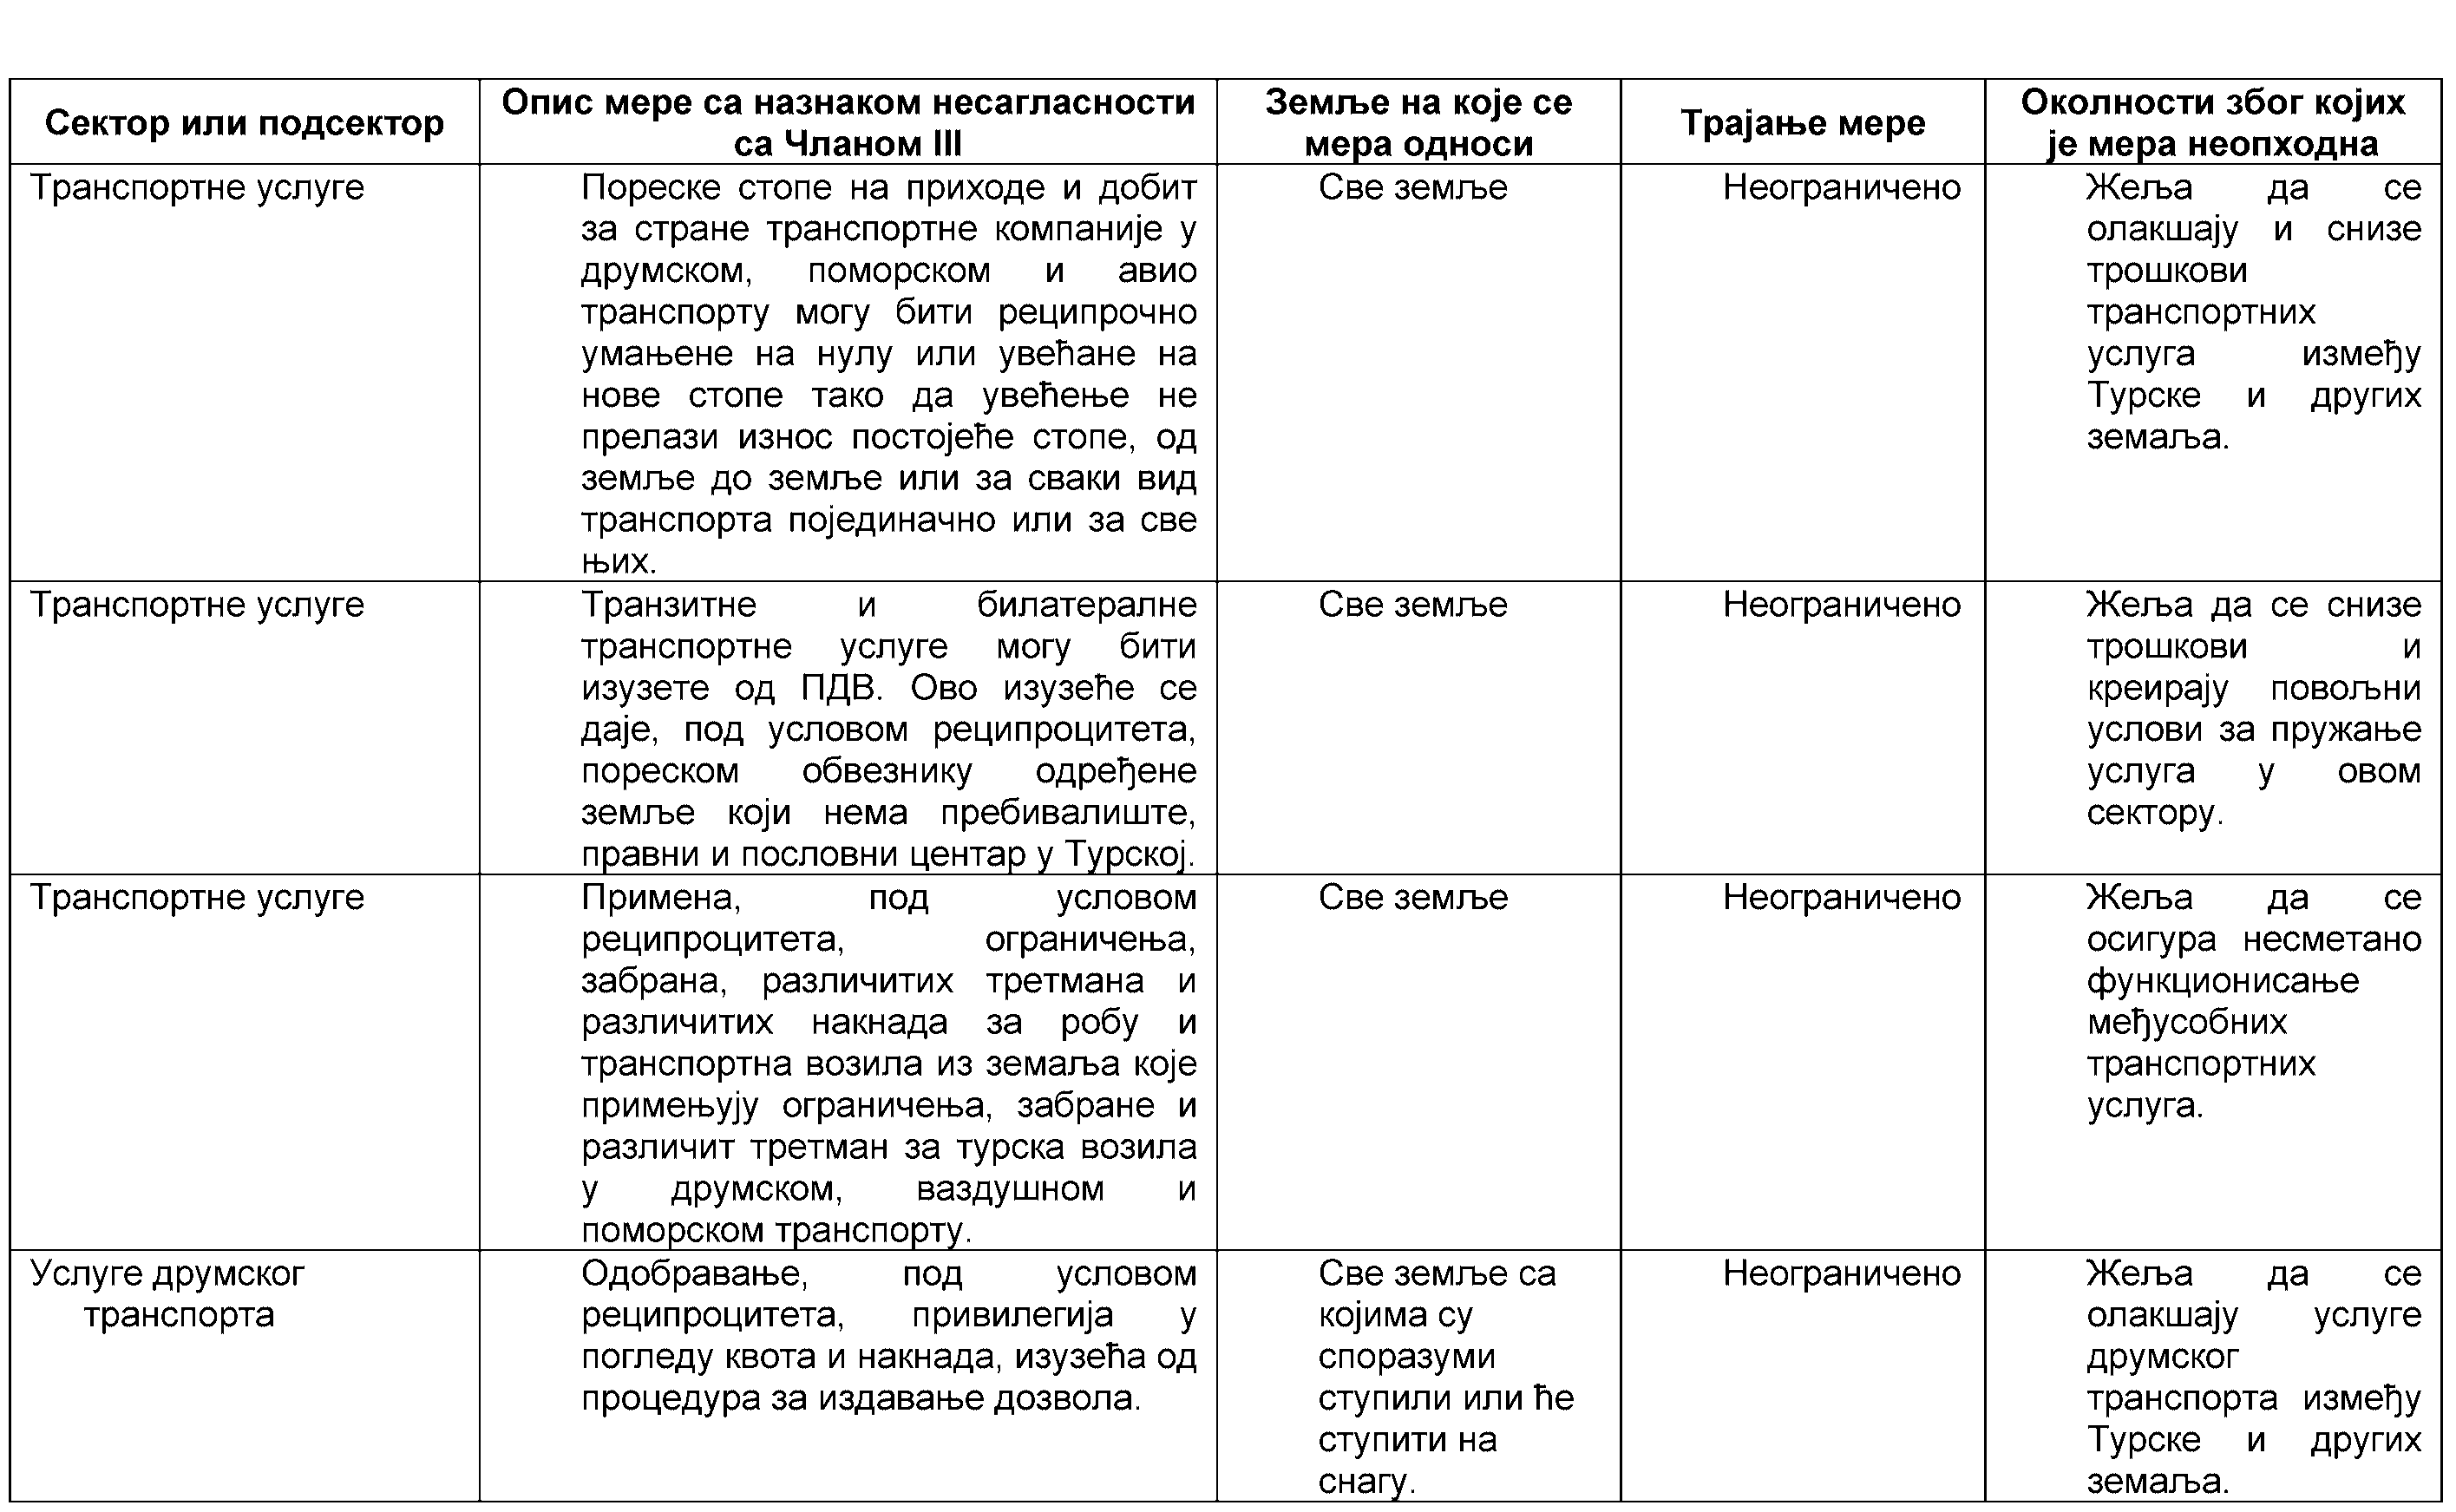 Сектор или подсектор
Опис мере са назнаком несагласности
са Чланом III
Земље на које се
мера односи
Трајање мере
Околности због којих
је мера неопходна
Транспортне услуге
Пореске стопе на приходе и добит
за стране транспортне компаније у
друмском, поморском и авио
транспорту могу бити реципрочно
умањене на нулу или увећане на
нове стопе тако да увећење не
прелази износ постојеће стопе, од
земље до земље или за сваки вид
транспорта појединачно или за све
њих.
Све земље
Неограничено
Жеља да се
олакшају и снизе
трошкови
транспортних
услуга између
Турске и других
земаља.
Транспортне услуге
Транзитне и билатералне
транспортне услуге могу бити
изузете од ПДВ. Ово изузеће се
даје, под условом реципроцитета,
пореском обвезнику одређене
земље који нема пребивалиште,
правни и пословни центар у Турској.
Све земље
Неограничено
Жеља да се снизе
трошкови и
креирају повољни
услови за пружање
услуга у овом
сектору.
Транспортне услуге
Примена, под условом
реципроцитета, ограничења,
забрана, различитих третмана и
различитих накнада за робу и
транспортна возила из земаља које
примењују ограничења, забране и
различит третман за турска возила
у друмском, ваздушном и
поморском транспорту.
Све земље
Неограничено
Жеља да се
осигура несметано
функционисање
међусобних
транспортних
услуга.
Услуге друмског
транспорта
Одобравање, под условом
реципроцитета, привилегија у
погледу квота и накнада, изузећа од
процедура за издавање дозвола.
Све земље са
којима су
споразуми
ступили или ће
ступити на
снагу.
Неограничено
Жеља да се
олакшају услуге
друмског
транспорта између
Турске и других
земаља.